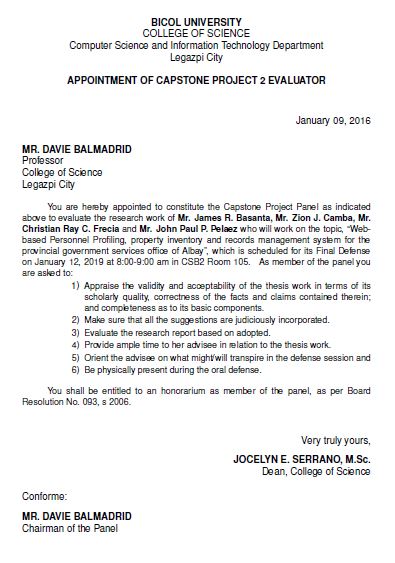 BICOL UNIVERSITY
COLLEGE OF SCIENCE
Computer Science and Information Technology Department
Legazpi City
APPOINTMENT OF CAPSTONE PROJECT 2 EVALUATOR
January 09, 2016
MR. DAVIE BALMADRID
Professor
College of Science
Legazpi City
You are hereby appointed to constitute the Capstone Project Panel as indicated
above to evaluate the research work of Mr. James R. Basanta, Mr. Zion J. Camba, Mr.
Christian Ray C. Frecia and Mr. John Paul P. Pelaez who will work on the topic, “Web-
based Personnel Profiling, property inventory and records management system for the
provincial government services office of Albay”, which is scheduled for its Final Defense
on January 12, 2019 at 8:00-9:00 am in CSB2 Room 105. As member of the panel you
are asked to:
1) Appraise the validity and acceptability of the thesis work in terms of its
scholarly quality, correctness of the facts and claims contained therein;
and completeness as to its basic components.
2) Make sure that all the suggestions are judiciously incorporated.
3) Evaluate the research report based on adopted.
4) Provide ample time to her advisee in relation to the thesis work.
5) Orient the advisee on what might/will transpire in the defense session and
6) Be physically present during the oral defense.
You shall be entitled to an honorarium as member of the panel, as per Board
Resolution No. 093, s 2006.
Very truly yours,
JOCELYN E. SERRANO, M.Sc.
Dean, College of Science
Conforme:
MR. DAVIE BALMADRID
Chairman of the Panel